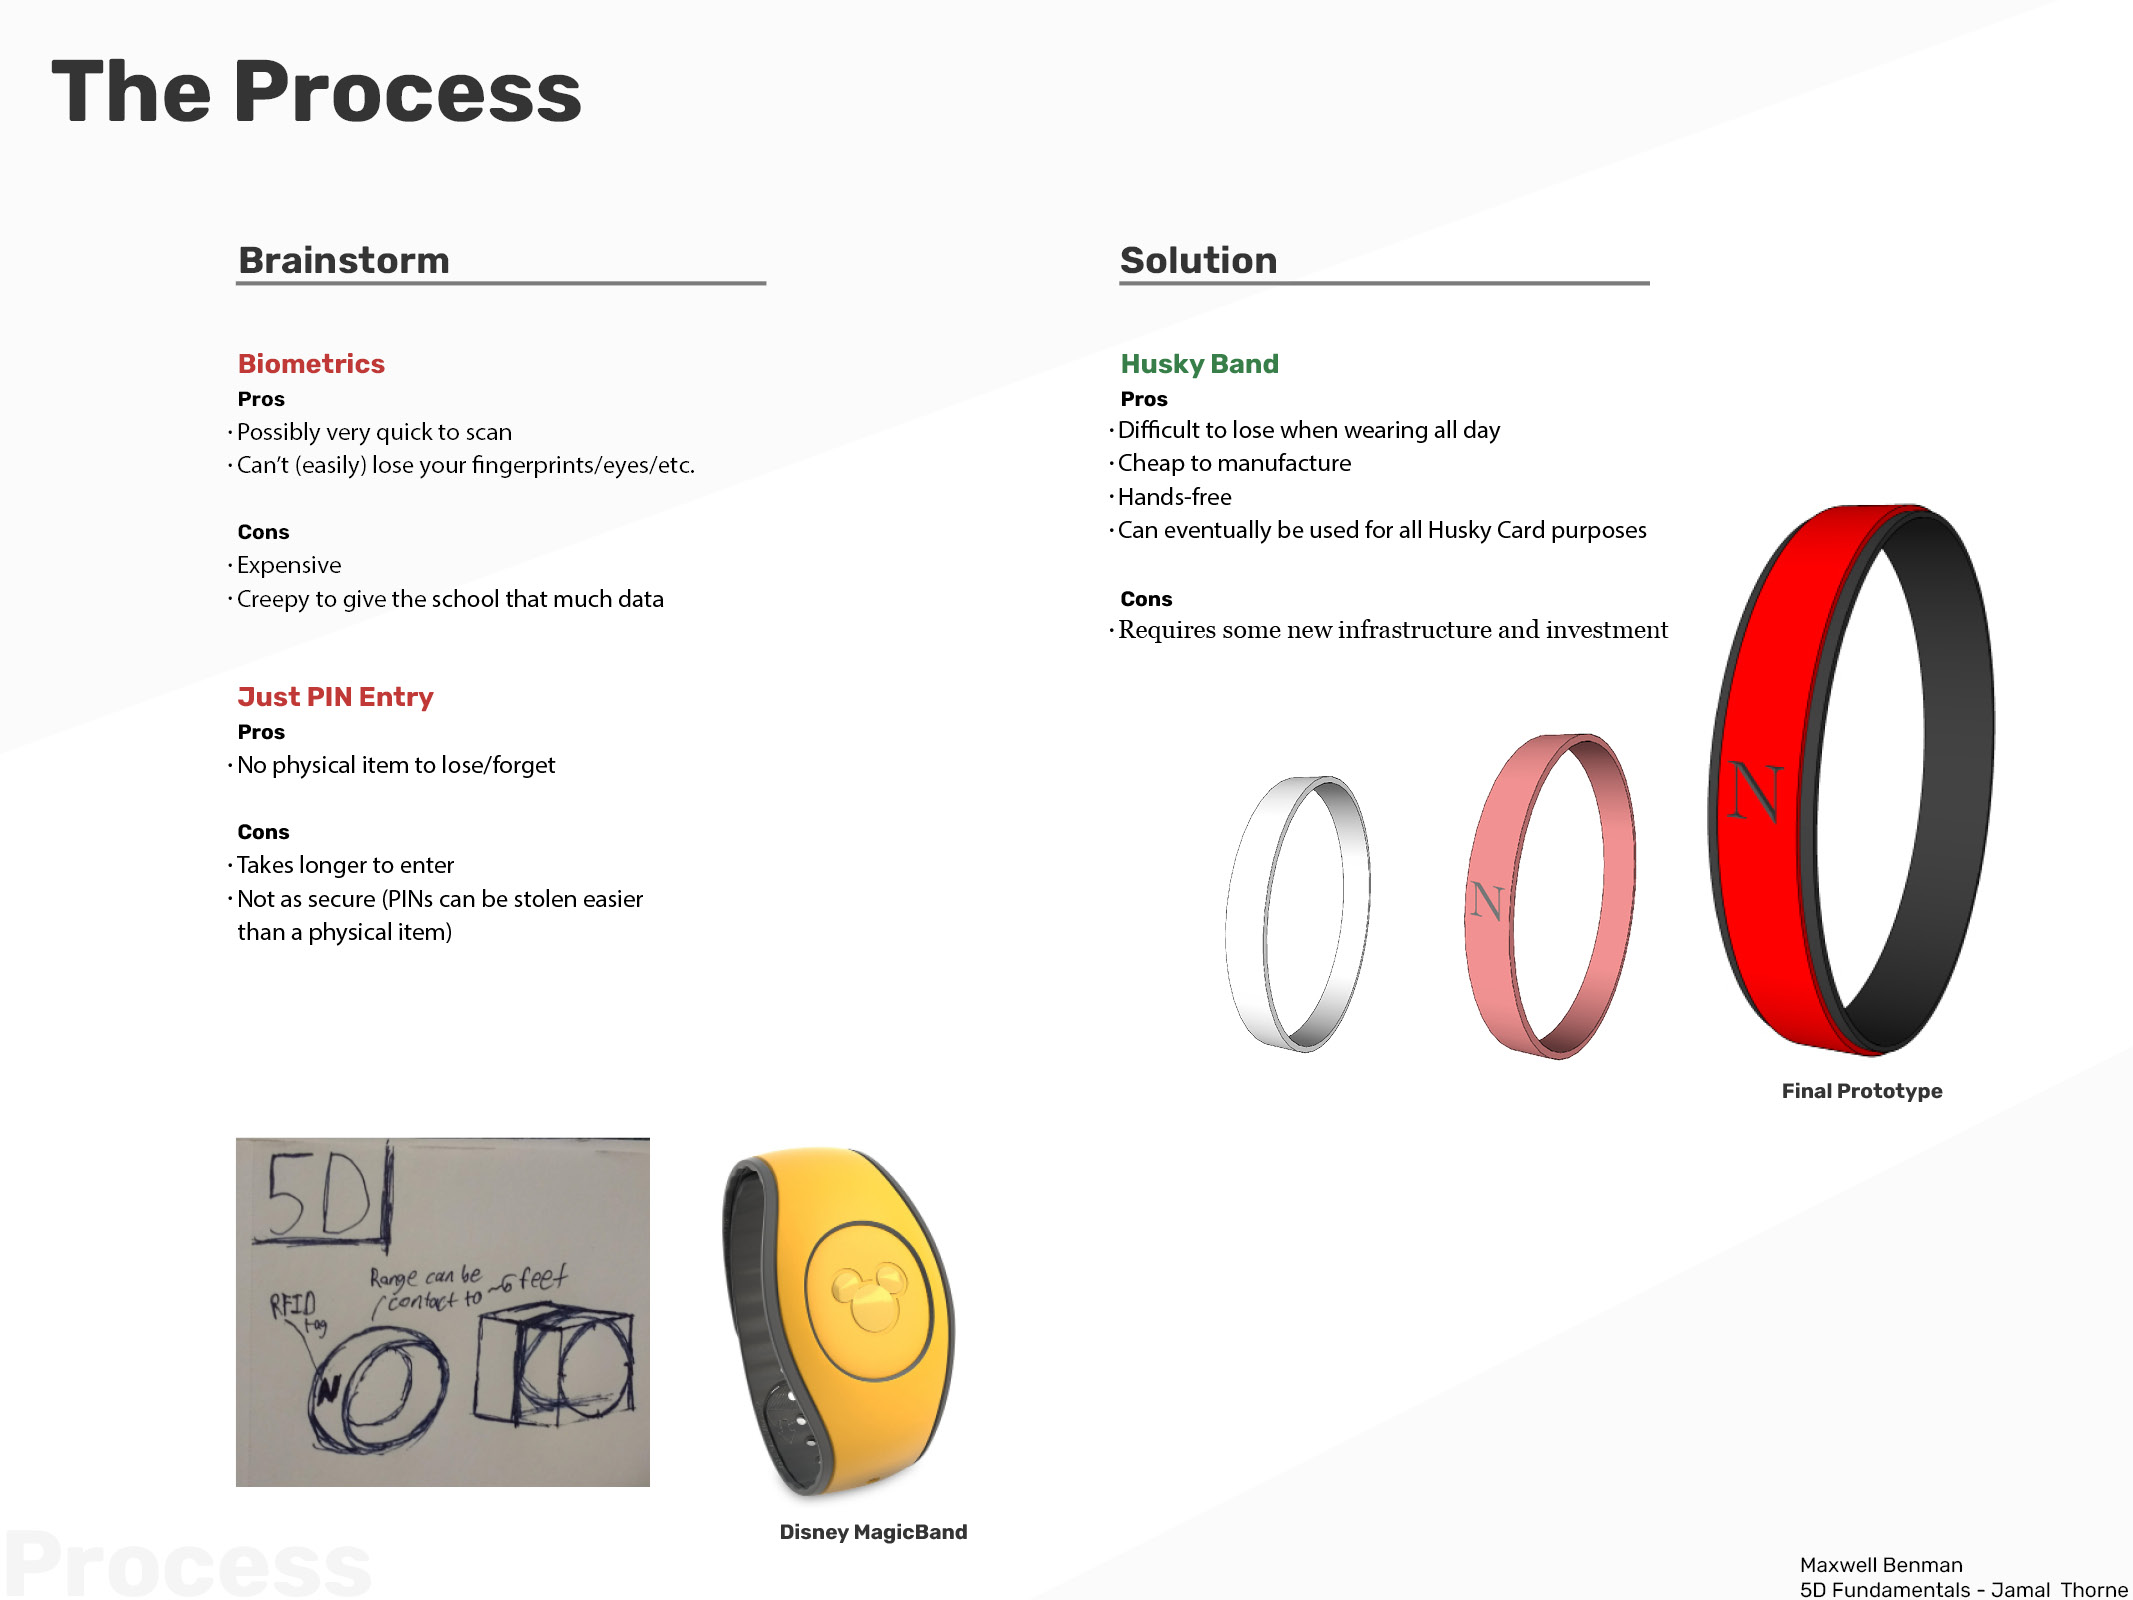 The Process
Brainstorm
Biometrics
Pros
· Possibly very quick to scan
· Can’t (easily) lose your fingerprints/eyes/etc.
Cons
· Expensive
· Creepy to give the school that much data
Just PIN Entry
Pros
· No physical item to lose/forget
Cons
· Takes longer to enter
· Not as secure (PINs can be stolen easier
than a physical item)
5D
Range can be
contact to ~6 feet
RFID
tag
N
Disney MagicBand
Solution
Husky Band
Pros
· Difficult to lose when wearing all day
· Cheap to manufacture
· Hands-free
· Can eventually be used for all Husky Card purposes
Cons
· Requires some new infrastructure and investment
N
N
Final Prototype
Process
Maxwell Benman
5D Fundamentals - Jamal Thorne